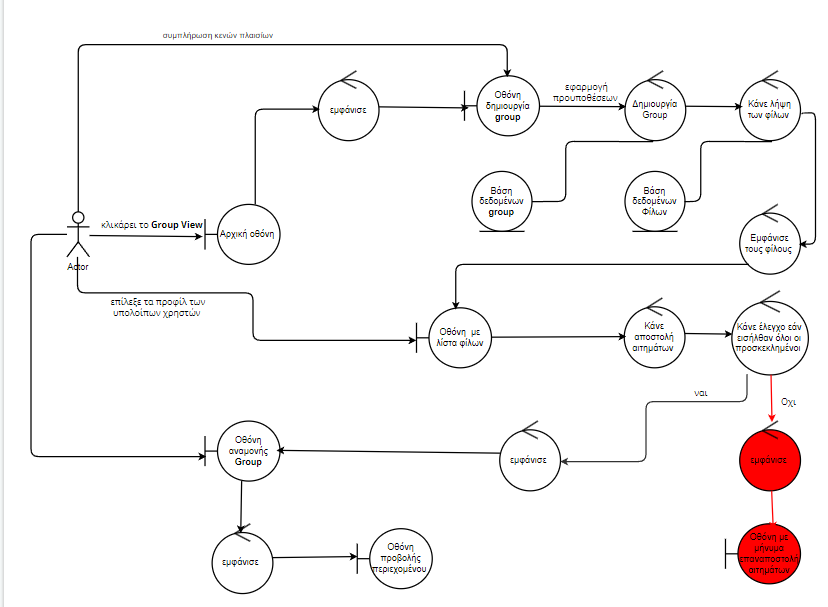 συμπλήρωση κενών πλαισίων
εμφάνισε
Οθόνη
δημιουργία
group
εφαρμογή
προυποθέσεων
Δημιουργία
Group
Κάνε λήψη
των φίλων
Βάση
δεδομένων
group
Βάση
δεδομένων
Φίλων
κλικάρει το Group View
Αρχική οθόνη
Actor
Εμφάνισε
τους φίλους
επίλεξε τα προφίλ των
υπολοίπων χρηστών
Οθόνη με
λίστα φίλων
Κάνε
αποστολή
αιτημάτων
Κάνε έλεγχο εάν
εισήλθαν όλοι οι
προσκεκλημένοι
ναι
Οχι
Οθόνη
αναμονής
Group
εμφάνισε
εμφάνισε
εμφάνισε
Οθόνη
προβολής
περιεχομένου
Οθόνη με
μήνυμα
επαναποστολή
αιτημάτων